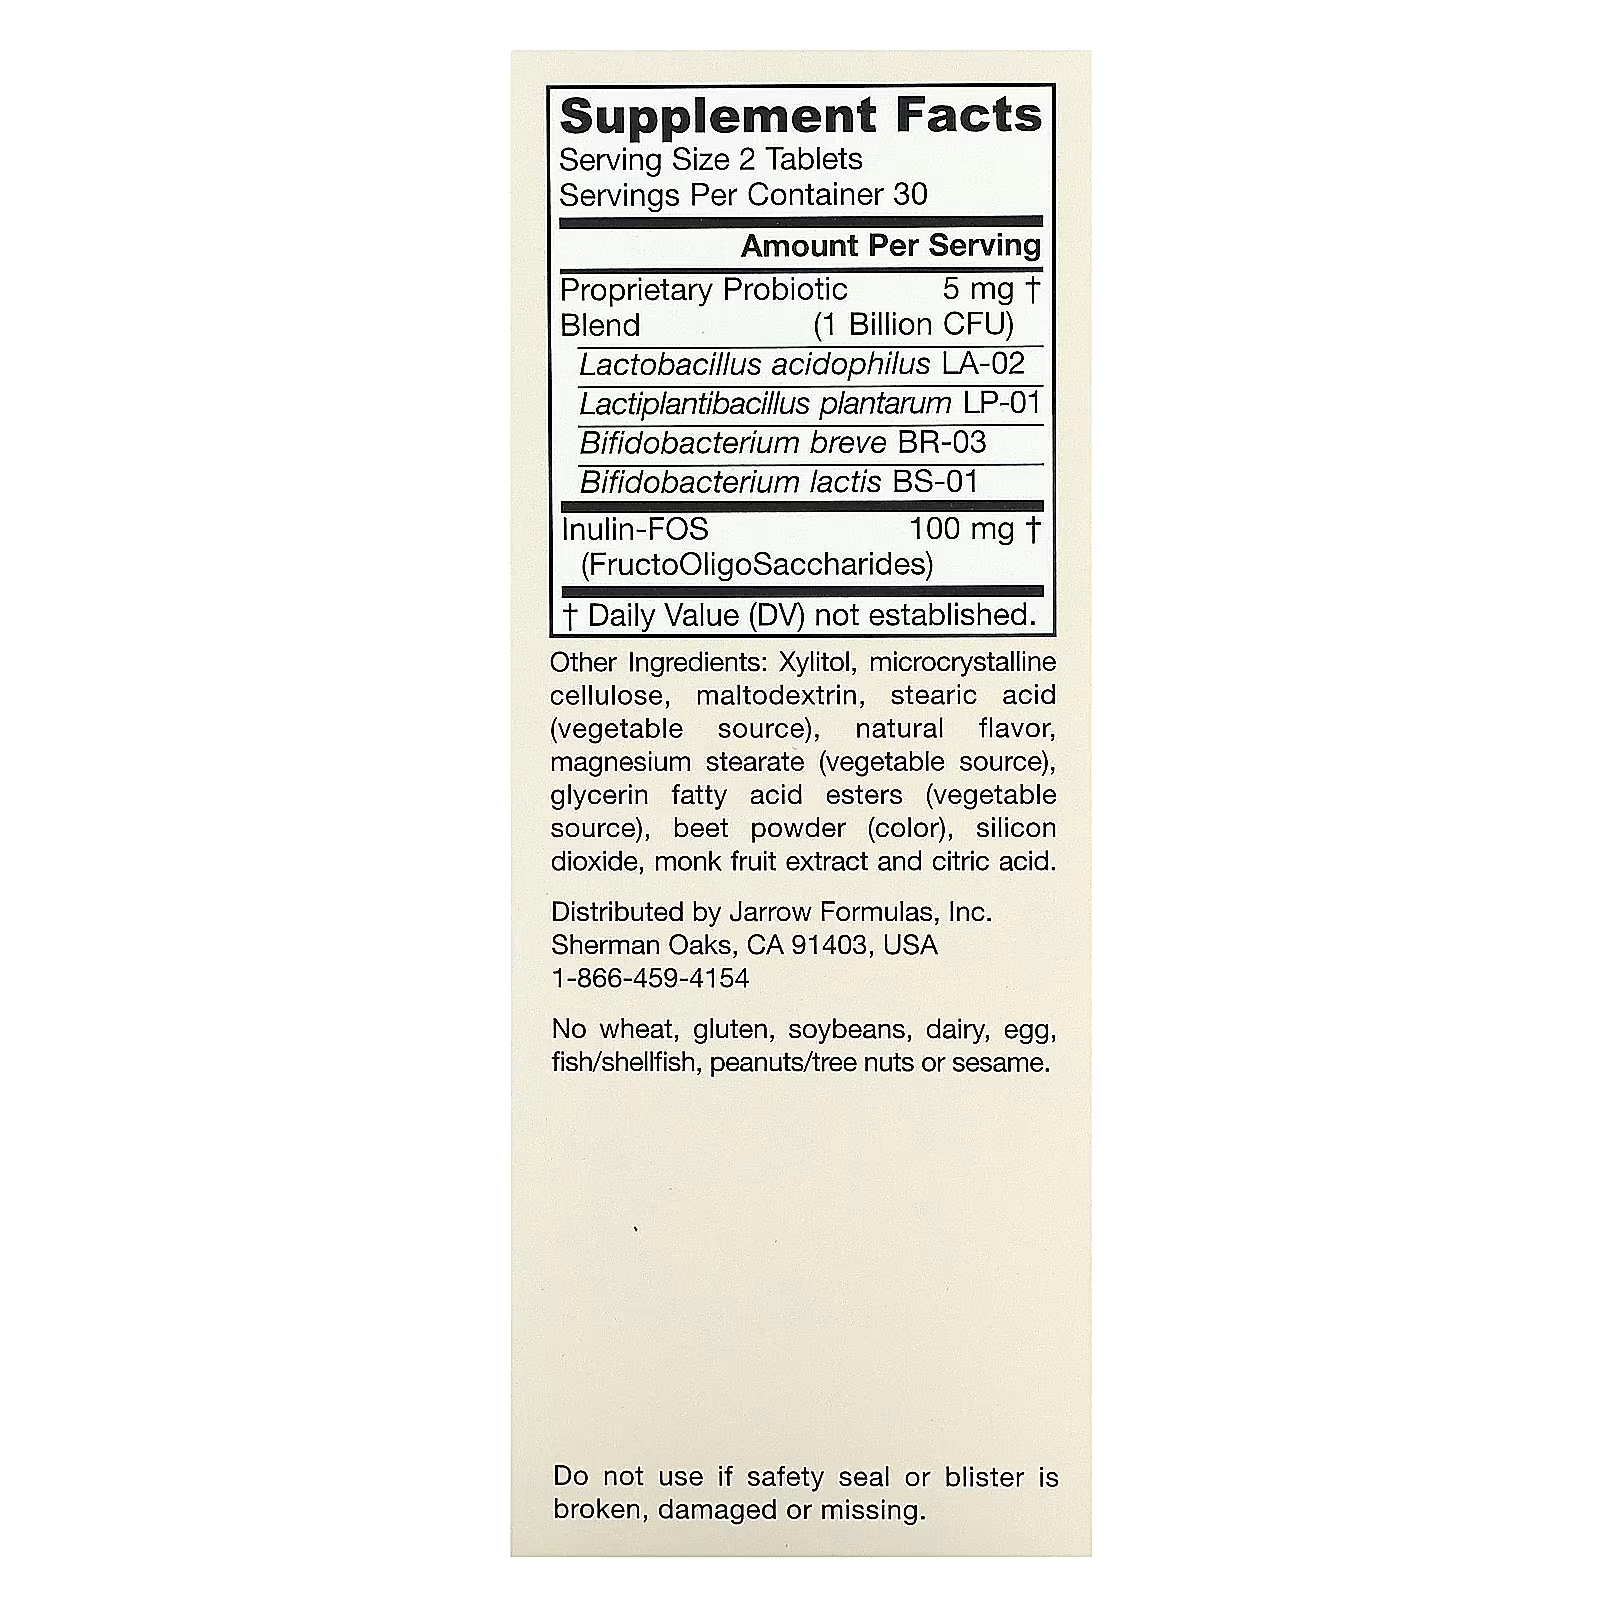 Supplement Facts
Serving Size 2 Tablets
Servings Per Container 30
Amount Per Serving
Proprietary Probiotic 5 mg †
Blend (1 Billion CFU)
Lactobacillus acidophilus LA-02
Lactiplantibacillus plantarum LP-01
Bifidobacterium breve BR-03
Bifidobacterium lactis BS-01
Inulin-FOS 100 mg †
(FructoOligoSaccharides)
† Daily Value (DV) not established.
Other Ingredients: Xylitol, microcrystalline
cellulose, maltodextrin, stearic acid
(vegetable source), natural flavor,
magnesium stearate (vegetable source),
glycerin fatty acid esters (vegetable
source), beet powder (color), silicon
dioxide, monk fruit extract and citric acid.
Distributed by Jarrow Formulas, Inc.
Sherman Oaks, CA 91403, USA
1-866-459-4154
No wheat, gluten, soybeans, dairy, egg,
fish/shellfish, peanuts/tree nuts or sesame.
Do not use if safety seal or blister is
broken, damaged or missing.